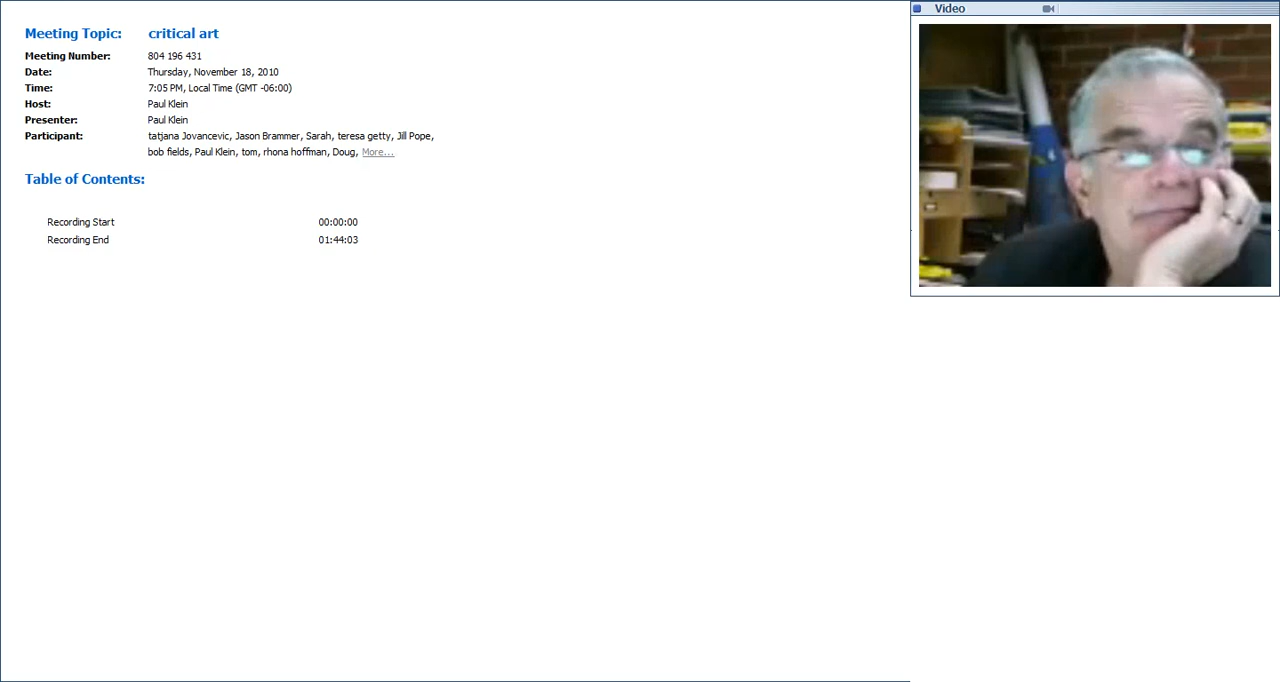 Meeting Topic: critical art
Meeting Number: 804 196 431
Date: Thursday, November 18, 2010
Time: 7:05 PM, Local Time (GMT -06:00)
Host: Paul Klein
Presenter: Paul Klein
Participant: tatjana Jovancevic, Jason Brammer, Sarah, teresa getty, Jill Pope,
bob fields, Paul Klein, tom, rhona hoffman, Doug, More...
Table of Contents:
Recording Start 00:00:00
Recording End 01:44:03
Video